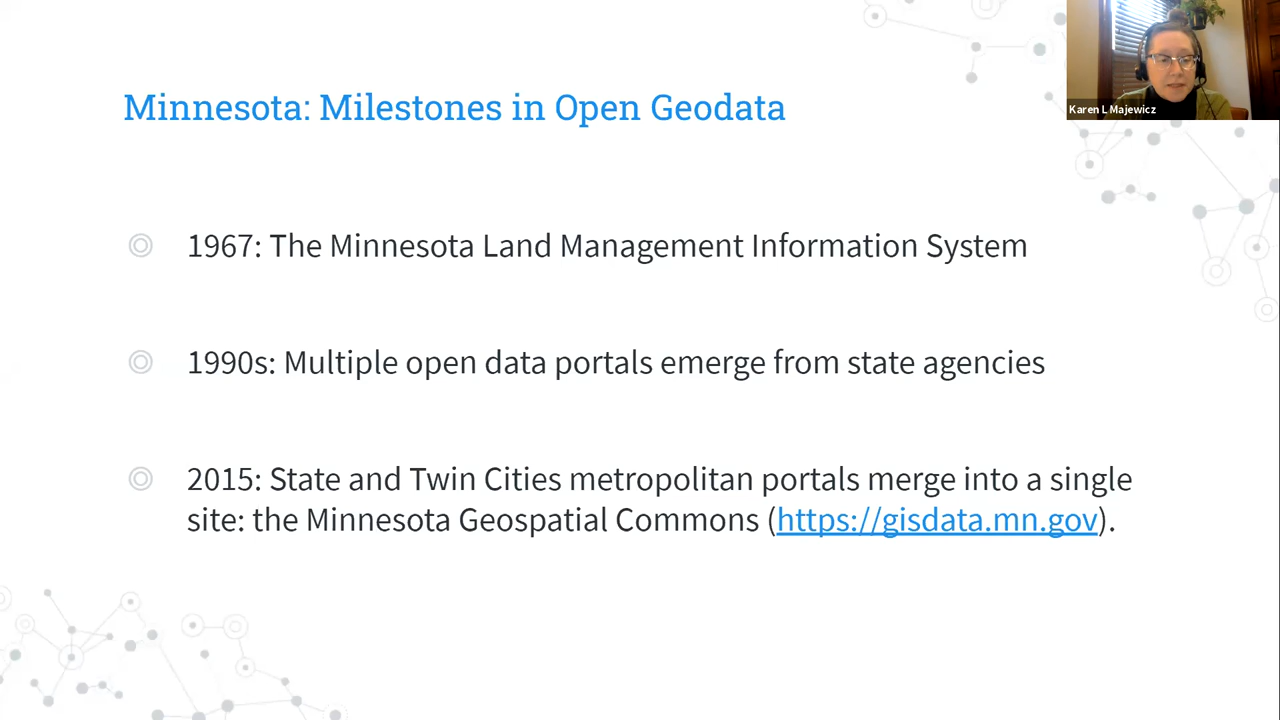 Minnesota: Milestones in Open Geodata
Karen L Majewicz
1967: The Minnesota Land Management Information System
1990s: Multiple open data portals emerge from state agencies
2015: State and Twin Cities metropolitan portals merge into a single
site: the Minnesota Geospatial Commons (https://gisdata.mn.gov).